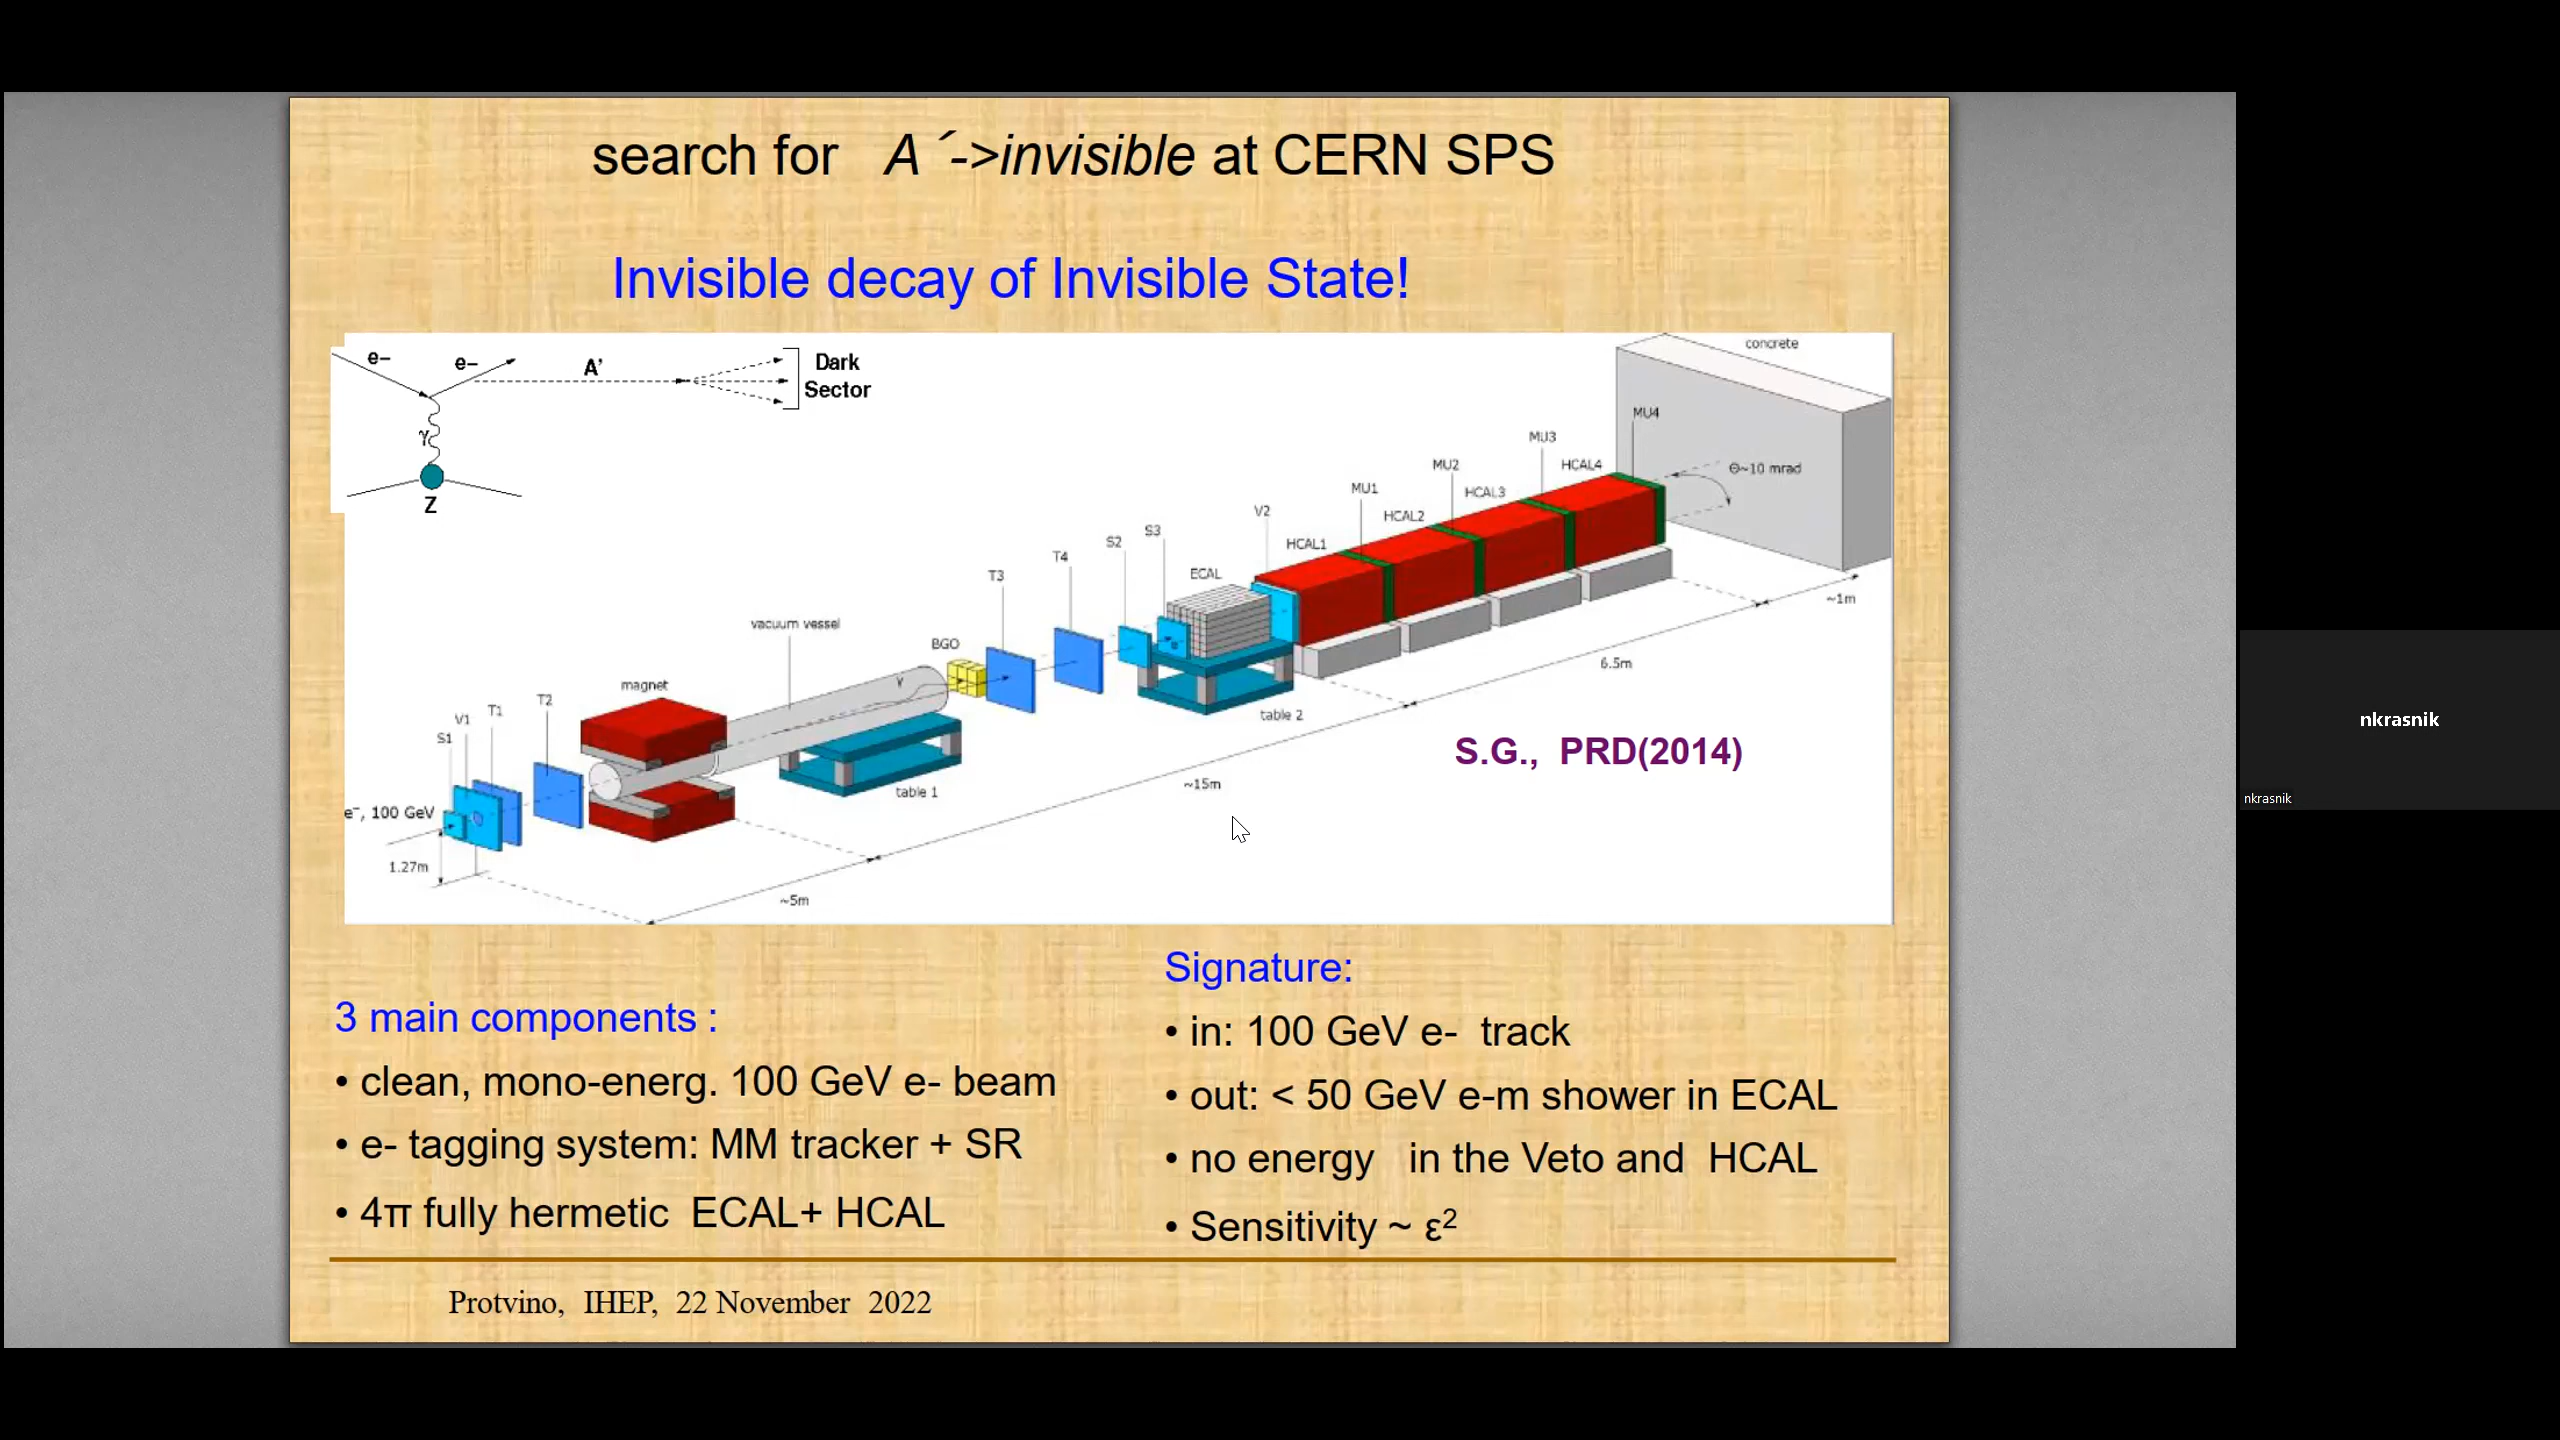 search for A ´->invisible at CERN SPS
Invisible decay of Invisible State!
e−
e−
A'
Dark
Sector
γ
Z
concrete
MU4
MU3
HCAL4
Θ~10 mrad
MU2
HCAL3
MU1
HCAL2
V2
HCAL1
S3
S2
T4
T3
ECAL
~1m
vacuum vessel
BGO
γ
6.5m
magnet
T2
T1
V1
S1
table 2
S.G., PRD(2014)
~15m
table 1
e⁻, 100 GeV
1.27m
~5m
nkrasnik
nkrasnik
3 main components :
• clean, mono-energ. 100 GeV e- beam
• e- tagging system: MM tracker + SR
• 4π fully hermetic ECAL+ HCAL
Signature:
• in: 100 GeV e- track
• out: < 50 GeV e-m shower in ECAL
• no energy in the Veto and HCAL
• Sensitivity ~ ε²
Protvino, IHEP, 22 November 2022